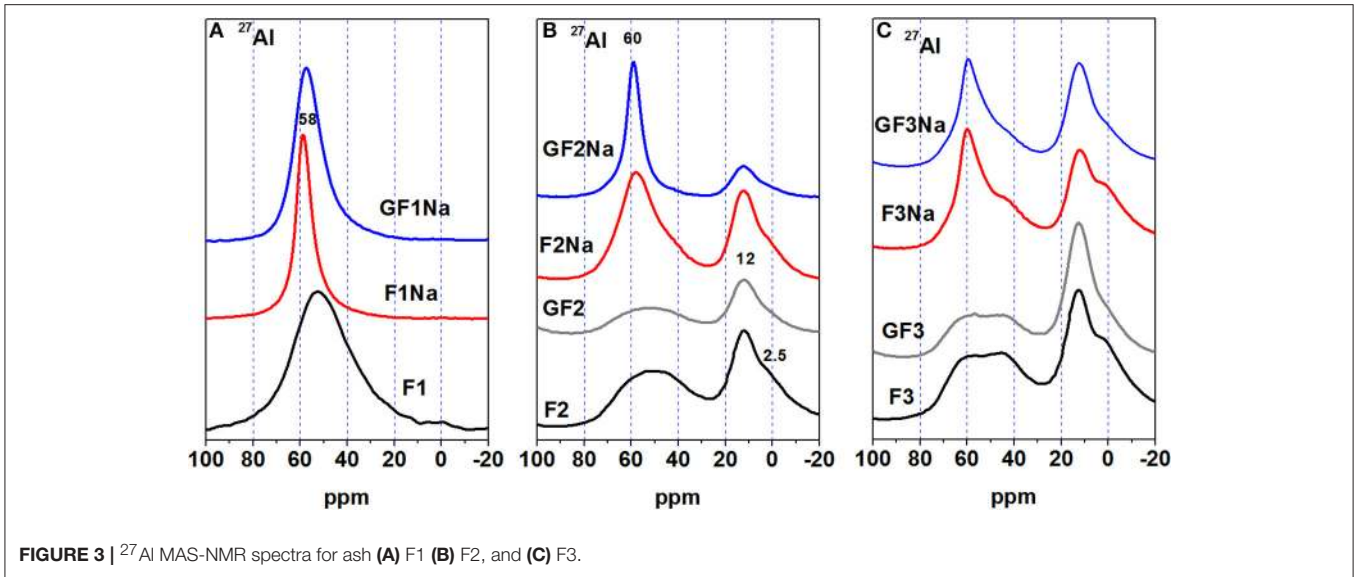 A ²⁷Al
58
GF1Na
F1Na
F1
100 80 60 40 20 0 -20
ppm
B ²⁷Al 60
GF2Na
F2Na
12
GF2
2.5
F2
100 80 60 40 20 0 -20
ppm
C ²⁷Al
GF3Na
F3Na
GF3
F3
100 80 60 40 20 0 -20
ppm
FIGURE 3 | ²⁷Al MAS-NMR spectra for ash (A) F1 (B) F2, and (C) F3.